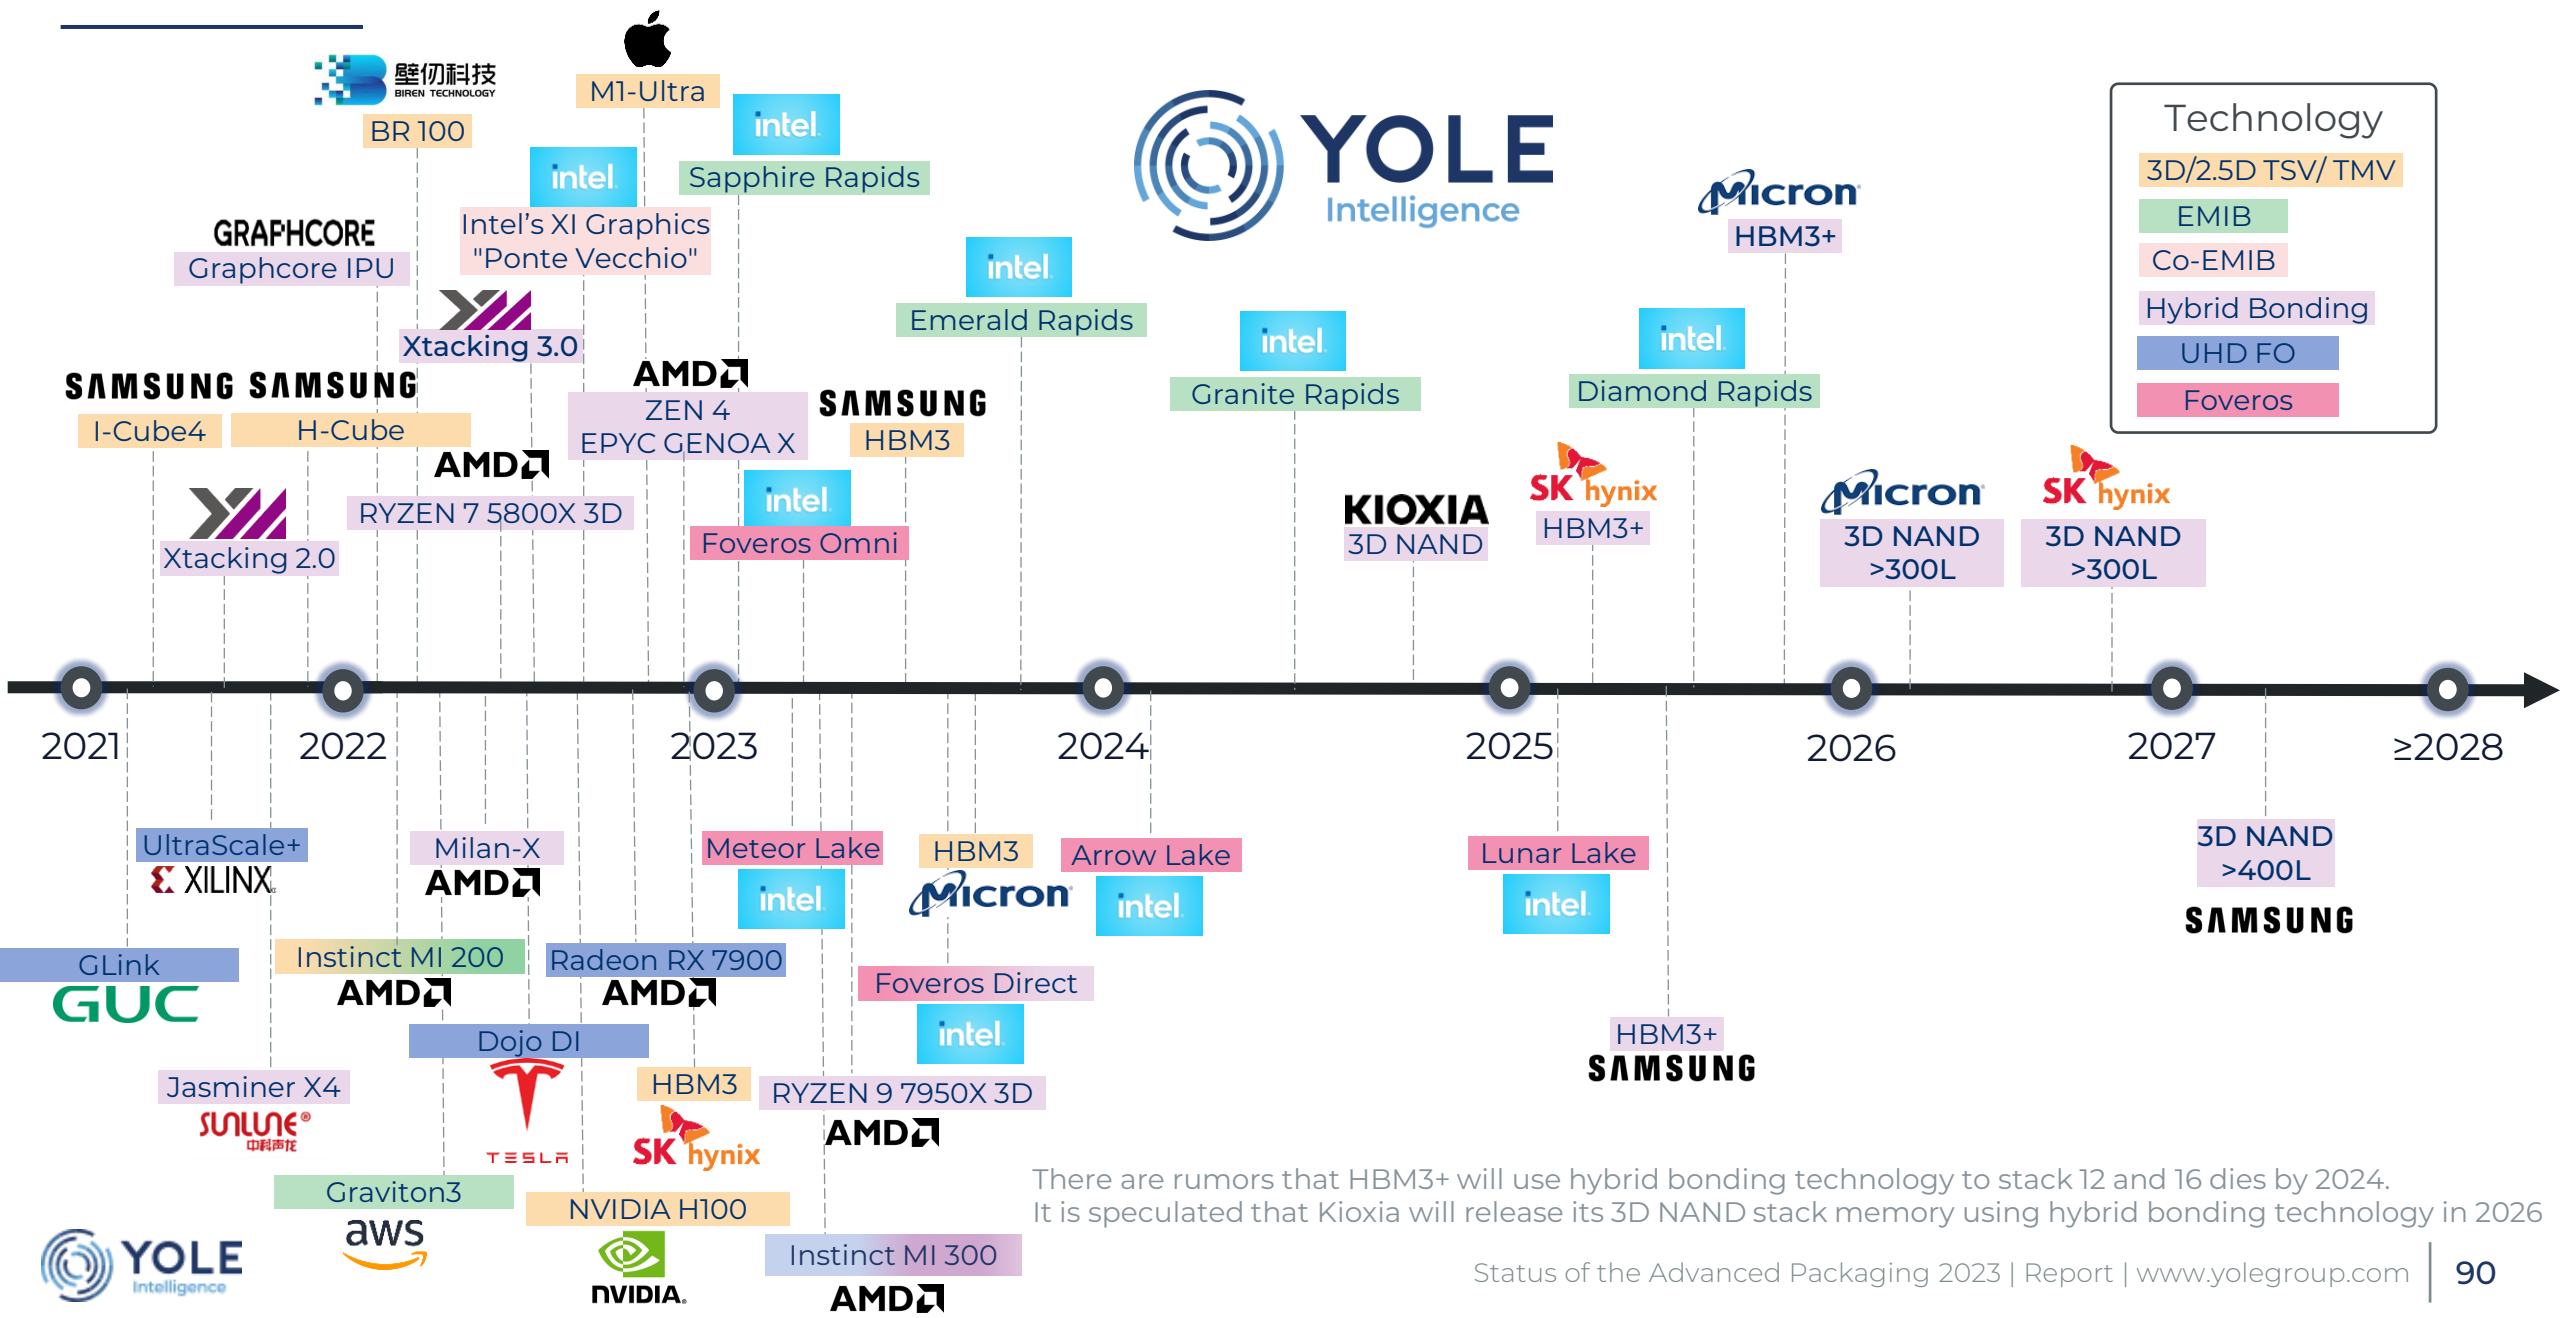 壁仞科技
BIREN TECHNOLOGY
BR 100
M1-Ultra
intel.
Sapphire Rapids
intel.
Intel's XI Graphics
"Ponte Vecchio"
GRAPHCORE
Graphcore IPU
Xtacking 3.0
SAMSUNG
I-Cube4
SAMSUNG
H-Cube
Xtacking 2.0
AMD
RYZEN 7 5800X 3D
AMD
ZEN 4
EPYC GENOA X
intel.
Foveros Omni
SAMSUNG
HBM3
intel.
Emerald Rapids
YOLE
Intelligence
intel.
Granite Rapids
KIOXIA
3D NAND
SK hynix
HBM3+
intel.
Diamond Rapids
Micron
HBM3+
Micron
3D NAND
>300L
SK hynix
3D NAND
>300L
Technology
3D/2.5D TSV/ TMV
EMIB
Co-EMIB
Hybrid Bonding
UHD FO
Foveros
2021
2022
2023
2024
2025
2026
2027
≥2028
UltraScale+
XILINX
GLink
GUC
Jasminer X4
SUNLUNE®
中科声龙
Milan-X
AMD
Instinct MI 200
AMD
Dojo DI
TESLA
Graviton3
aws
Radeon RX 7900
AMD
HBM3
SK hynix
NVIDIA H100
NVIDIA.
Meteor Lake
intel.
RYZEN 9 7950X 3D
AMD
Instinct MI 300
AMD
HBM3
Micron
Foveros Direct
intel.
Arrow Lake
intel.
Lunar Lake
intel.
HBM3+
SAMSUNG
3D NAND
>400L
SAMSUNG
There are rumors that HBM3+ will use hybrid bonding technology to stack 12 and 16 dies by 2024.
It is speculated that Kioxia will release its 3D NAND stack memory using hybrid bonding technology in 2026
YOLE
Intelligence
Status of the Advanced Packaging 2023 | Report | www.yolegroup.com | 90